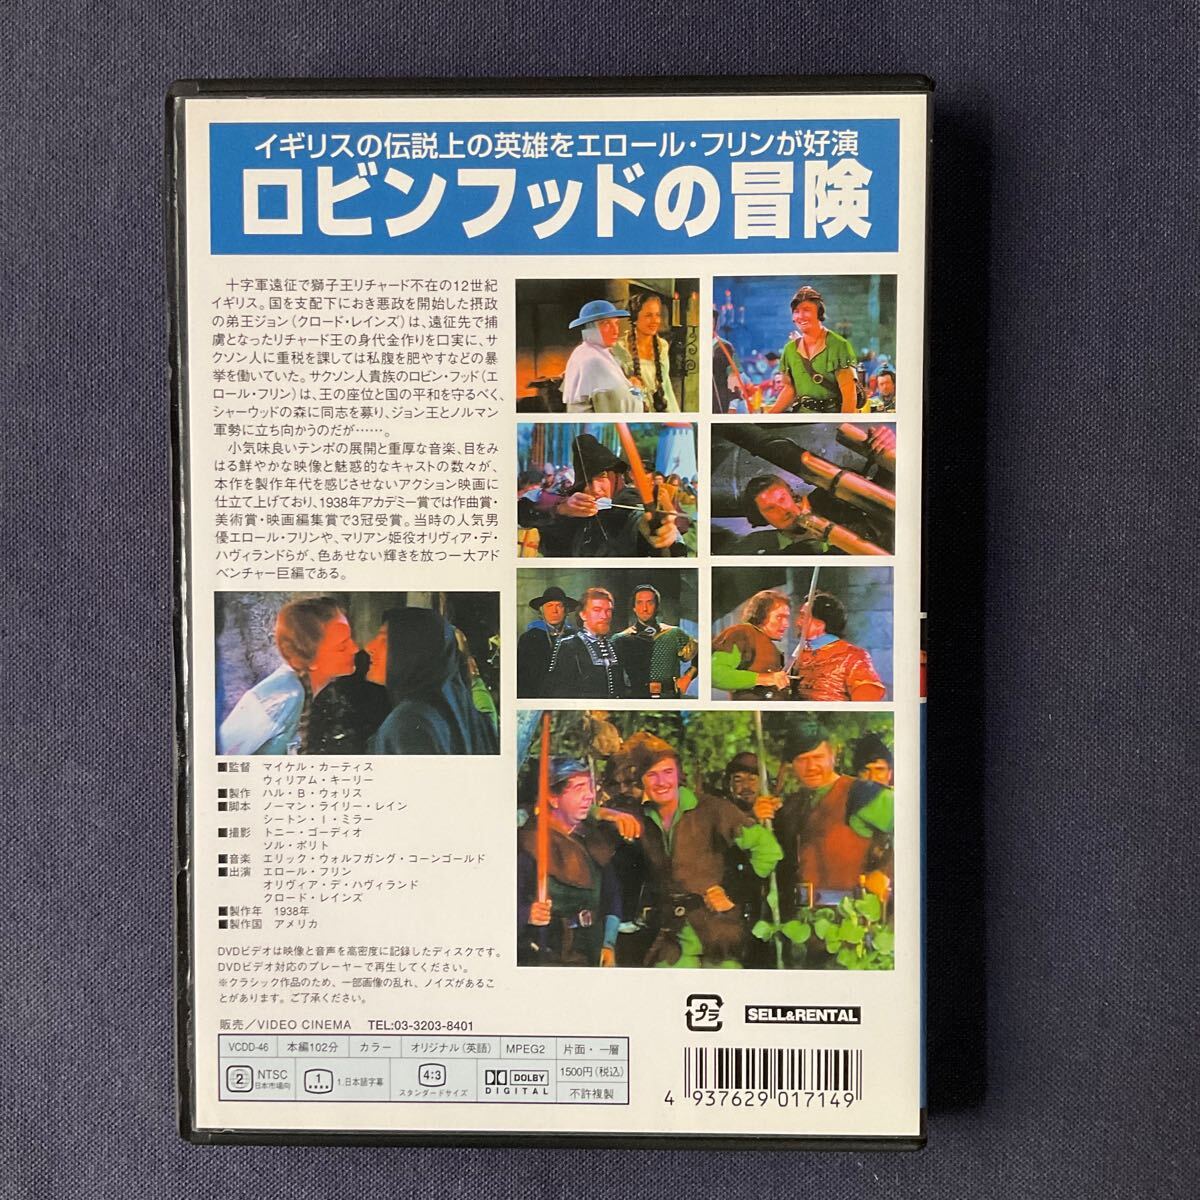 イギリスの伝説上の英雄をエロール・フリンが好演
ロビンフッドの冒険
十字軍遠征で獅子王リチャード不在の12世紀
イギリス。国を支配下におき悪政を開始した摂政
の弟王ジョン(クロード・レインズ)は、遠征先で捕
虜となったリチャード王の身代金作りを口実に、サ
クソン人に重税を課しては私腹を肥やすなどの暴
挙を働いていた。サクソン人貴族のロビン・フッド(エ
ロール・フリン)は、王の座位と国の平和を守るべく、
シャーウッドの森に同志を募り、ジョン王とノルマン
軍勢に立ち向かうのだが……。
小気味良いテンポの展開と重厚な音楽、目をみ
はる鮮やかな映像と魅惑的なキャストの数々が、
本作を製作年代を感じさせないアクション映画に
仕立て上げており、1938年アカデミー賞では作曲賞・
美術賞・映画編集賞で3冠受賞。当時の人気男
優エロール・フリンや、マリアン姫役オリヴィア・デ・
ハヴィランドらが、色あせない輝きを放つ一大アド
ベンチャー巨編である。
■監督 マイケル・カーティス
ウィリアム・キーリー
■製作 ハル・B・ウォリス
■脚本 ノーマン・ライリー・レイン
シートン・I・ミラー
■撮影 トニー・ゴーディオ
ソル・ポリト
■音楽 エリック・ウォルフガング・コーンゴールド
■出演 エロール・フリン
オリヴィア・デ・ハヴィランド
クロード・レインズ
■製作年 1938年
■製作国 アメリカ
DVDビデオは映像と音声を高密度に記録したディスクです。
DVDビデオ対応のプレーヤーで再生してください。
※クラシック作品のため、一部画像の乱れ、ノイズがあるこ
とがあります。ご了承ください。
販売/VIDEO CINEMA TEL:03-3203-8401
VCDD-46 本編102分 カラー オリジナル(英語) MPEG2 片面・一層
2 NTSC 日本市場向 1 1.日本語字幕 4:3 スタンダードサイズ DOLBY DIGITAL 1500円(税込) 不許複製
プラ
SELL&RENTAL
4 937629 017149